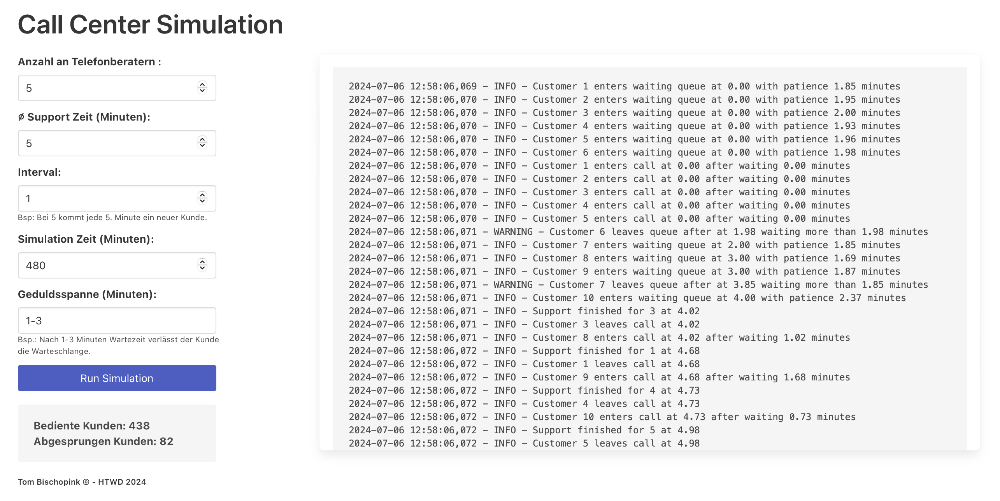 Call Center Simulation
Anzahl an Telefonberatern :
5
ø Support Zeit (Minuten):
5
Interval:
1
Bsp: Bei 5 kommt jede 5. Minute ein neuer Kunde.
Simulation Zeit (Minuten):
480
Geduldsspanne (Minuten):
1-3
Bsp.: Nach 1-3 Minuten Wartezeit verlässt der Kunde
die Warteschlange.
Run Simulation
Bediente Kunden: 438
Abgesprungen Kunden: 82
Tom Bischopink © - HTWD 2024
2024-07-06 12:58:06,069 - INFO - Customer 1 enters waiting queue at 0.00 with patience 1.85 minutes
2024-07-06 12:58:06,070 - INFO - Customer 2 enters waiting queue at 0.00 with patience 1.95 minutes
2024-07-06 12:58:06,070 - INFO - Customer 3 enters waiting queue at 0.00 with patience 2.00 minutes
2024-07-06 12:58:06,070 - INFO - Customer 4 enters waiting queue at 0.00 with patience 1.93 minutes
2024-07-06 12:58:06,070 - INFO - Customer 5 enters waiting queue at 0.00 with patience 1.96 minutes
2024-07-06 12:58:06,070 - INFO - Customer 6 enters waiting queue at 0.00 with patience 1.98 minutes
2024-07-06 12:58:06,070 - INFO - Customer 1 enters call at 0.00 after waiting 0.00 minutes
2024-07-06 12:58:06,070 - INFO - Customer 2 enters call at 0.00 after waiting 0.00 minutes
2024-07-06 12:58:06,070 - INFO - Customer 3 enters call at 0.00 after waiting 0.00 minutes
2024-07-06 12:58:06,070 - INFO - Customer 4 enters call at 0.00 after waiting 0.00 minutes
2024-07-06 12:58:06,070 - INFO - Customer 5 enters call at 0.00 after waiting 0.00 minutes
2024-07-06 12:58:06,071 - WARNING - Customer 6 leaves queue after at 1.98 waiting more than 1.98 minutes
2024-07-06 12:58:06,071 - INFO - Customer 7 enters waiting queue at 2.00 with patience 1.85 minutes
2024-07-06 12:58:06,071 - INFO - Customer 8 enters waiting queue at 3.00 with patience 1.69 minutes
2024-07-06 12:58:06,071 - INFO - Customer 9 enters waiting queue at 3.00 with patience 1.87 minutes
2024-07-06 12:58:06,071 - WARNING - Customer 7 leaves queue after at 3.85 waiting more than 1.85 minutes
2024-07-06 12:58:06,071 - INFO - Customer 10 enters waiting queue at 4.00 with patience 2.37 minutes
2024-07-06 12:58:06,071 - INFO - Support finished for 3 at 4.02
2024-07-06 12:58:06,071 - INFO - Customer 3 leaves call at 4.02
2024-07-06 12:58:06,071 - INFO - Customer 8 enters call at 4.02 after waiting 1.02 minutes
2024-07-06 12:58:06,072 - INFO - Support finished for 1 at 4.68
2024-07-06 12:58:06,072 - INFO - Customer 1 leaves call at 4.68
2024-07-06 12:58:06,072 - INFO - Customer 9 enters call at 4.68 after waiting 1.68 minutes
2024-07-06 12:58:06,072 - INFO - Support finished for 4 at 4.73
2024-07-06 12:58:06,072 - INFO - Customer 4 leaves call at 4.73
2024-07-06 12:58:06,072 - INFO - Customer 10 enters call at 4.73 after waiting 0.73 minutes
2024-07-06 12:58:06,072 - INFO - Support finished for 5 at 4.98
2024-07-06 12:58:06,072 - INFO - Customer 5 leaves call at 4.98